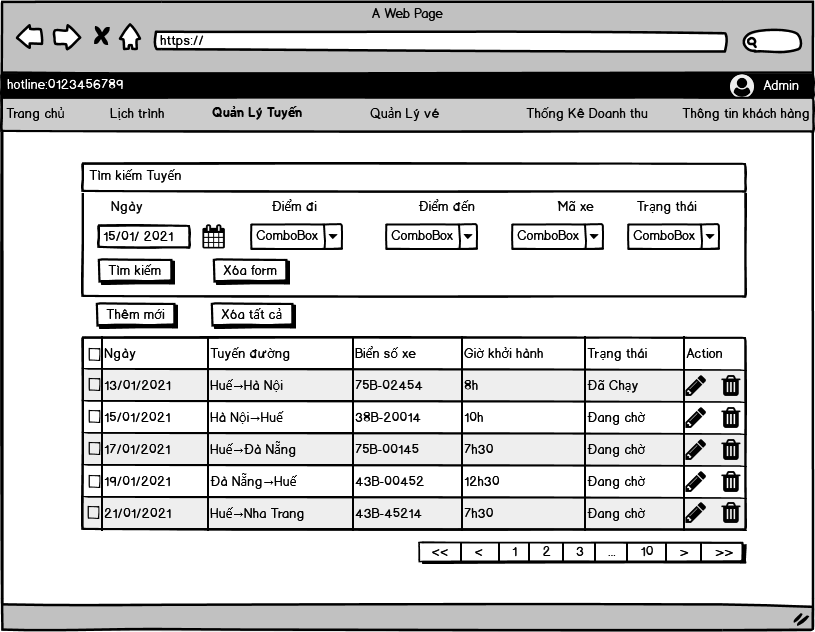 A Web Page
https://
hotline:0123456789 Admin
Trang chủ Lịch trình Quản Lý Tuyến Quản Lý vé Thống Kê Doanh thu Thông tin khách hàng
Tìm kiếm Tuyến
Ngày Điểm đi Điểm đến Mã xe Trạng thái
15/01/ 2021 ComboBox ComboBox ComboBox ComboBox
Tìm kiếm Xóa form
Thêm mới Xóa tất cả
Ngày Tuyến đường Biển số xe Giờ khởi hành Trạng thái Action
13/01/2021 Huế→Hà Nội 75B-02454 8h Đã Chạy
15/01/2021 Hà Nội→Huế 38B-20014 10h Đang chờ
17/01/2021 Huế→Đà Nẵng 75B-00145 7h30 Đang chờ
19/01/2021 Đà Nẵng→Huế 43B-00452 12h30 Đang chờ
21/01/2021 Huế→Nha Trang 43B-45214 7h30 Đang chờ
<< < 1 2 3 ... 10 > >>